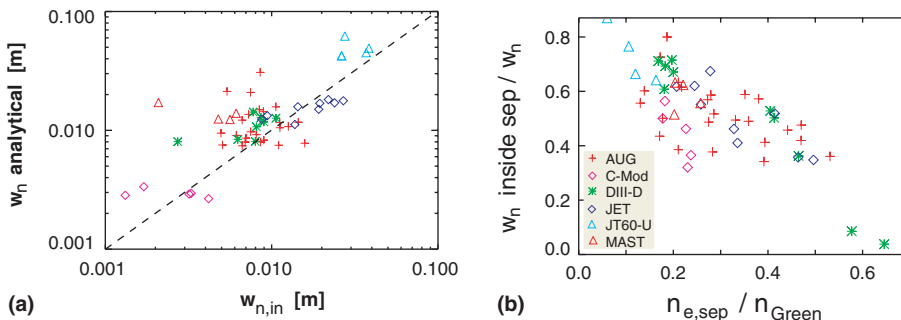 0.100
0.010
0.001
w_n analytical [m]
0.001
0.010
0.100
w_n,in [m]
(a)
0.8
0.6
0.4
0.2
0.0
w_n inside sep / w_n
AUG
C-Mod
DIII-D
JET
JT60-U
MAST
0.0
0.2
0.4
0.6
n_e,sep / n_Green
(b)